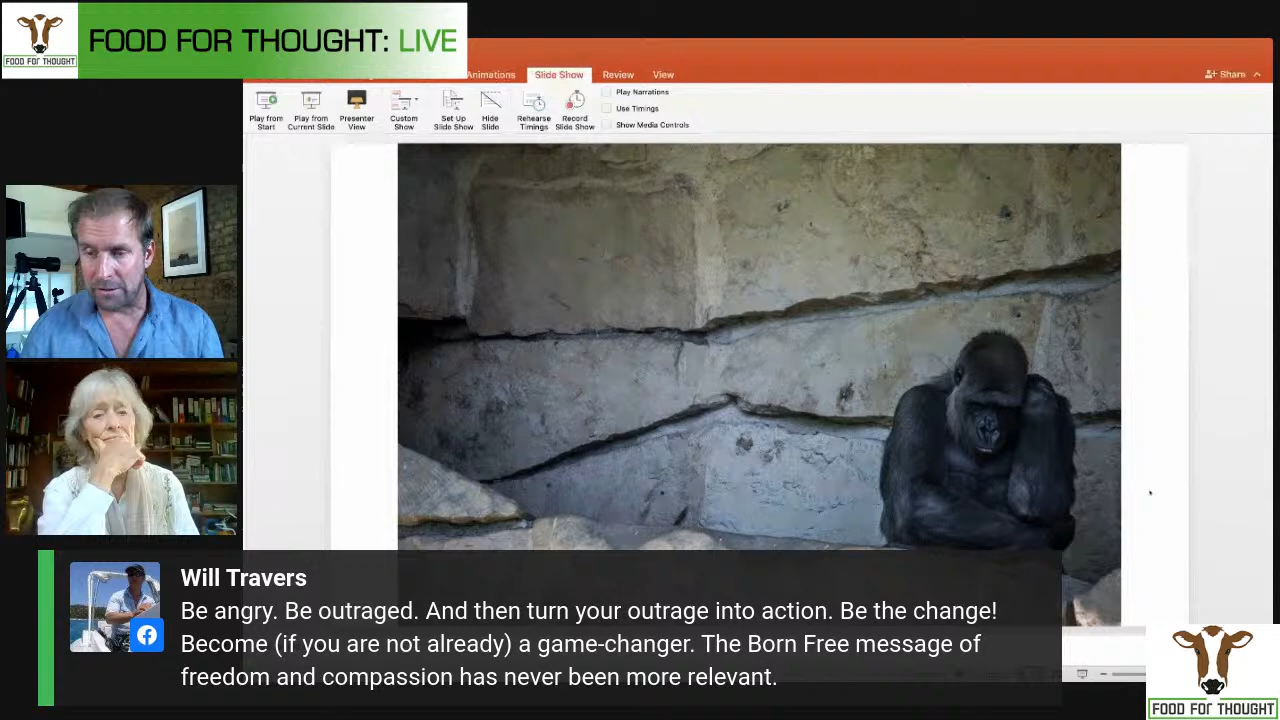 FOOD FOR THOUGHT
FOOD FOR THOUGHT: LIVE
Animations
Slide Show
Review
View
Share
Play from
Start
Play from
Current Slide
Presenter
View
Custom
Show
Set Up
Slide Show
Hide
Slide
Rehearse
Timings
Record
Slide Show
Play Narrations
Use Timings
Show Media Controls
Will Travers
Be angry. Be outraged. And then turn your outrage into action. Be the change!
Become (if you are not already) a game-changer. The Born Free message of
freedom and compassion has never been more relevant.
FOOD FOR THOUGHT